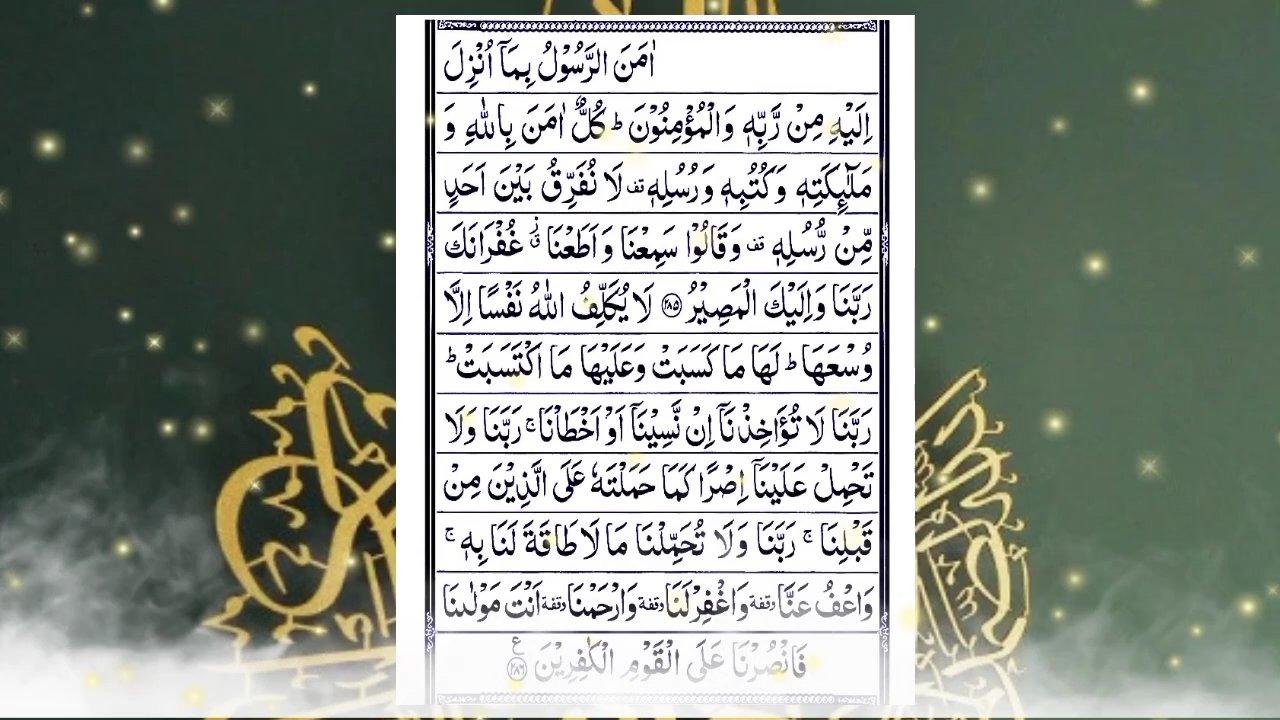 اٰمَنَ الرَّسُوْلُ بِمَاۤ اُنْزِلَ
اِلَيْهِ مِنْ رَّبِّهٖ وَالْمُؤْمِنُوْنَ ؕ كُلٌّ اٰمَنَ بِاللّٰهِ وَ
مَلٰٓئِكَتِهٖ وَكُتُبِهٖ وَرُسُلِهٖ قف لَا نُفَرِّقُ بَيْنَ اَحَدٍ
مِّنْ رُّسُلِهٖ قف وَقَالُوْا سَمِعْنَا وَاَطَعْنَا ق ز غُفْرَانَكَ
رَبَّنَا وَاِلَيْكَ الْمَصِيْرُ ﴿۲۸۵﴾ لَا يُكَلِّفُ اللّٰهُ نَفْسًا اِلَّا
وُسْعَهَا ؕ لَهَا مَا كَسَبَتْ وَعَلَيْهَا مَا اكْتَسَبَتْ ؕ
رَبَّنَا لَا تُؤَاخِذْنَاۤ اِنْ نَّسِيْنَاۤ اَوْ اَخْطَاْنَا ۚ رَبَّنَا وَلَا
تَحْمِلْ عَلَيْنَاۤ اِصْرًا كَمَا حَمَلْتَهٗ عَلَى الَّذِيْنَ مِنْ
قَبْلِنَا ۚ رَبَّنَا وَلَا تُحَمِّلْنَا مَا لَا طَاقَةَ لَنَا بِهٖ ۚ
وَاعْفُ عَنَّا وقفة وَاغْفِرْ لَنَا وقفة وَارْحَمْنَا وقفة اَنْتَ مَوْلٰىنَا
فَانْصُرْنَا عَلَى الْقَوْمِ الْكٰفِرِيْنَ ﴿۲۸۶﴾ ع